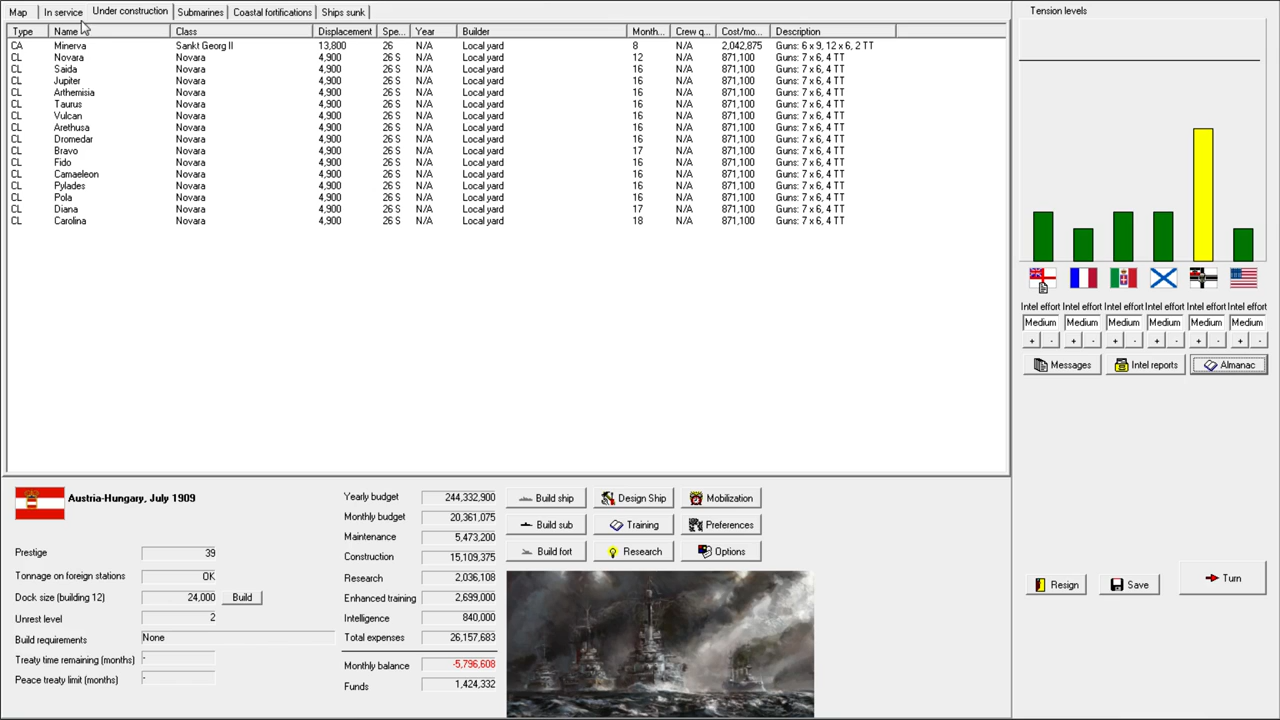 Map In service Under construction Submarines Coastal fortifications Ships sunk
Type Name Class Displacement Spe... Year Builder Month... Crew q... Cost/mo... Description
CA Minerva Sankt Georg II 13,800 26 N/A Local yard 8 N/A 2,042,875 Guns: 6 x 9, 12 x 6, 2 TT
CL Novara Novara 4,900 26 S N/A Local yard 12 N/A 871,100 Guns: 7 x 6, 4 TT
CL Saida Novara 4,900 26 S N/A Local yard 16 N/A 871,100 Guns: 7 x 6, 4 TT
CL Jupiter Novara 4,900 26 S N/A Local yard 16 N/A 871,100 Guns: 7 x 6, 4 TT
CL Arthemisia Novara 4,900 26 S N/A Local yard 16 N/A 871,100 Guns: 7 x 6, 4 TT
CL Taurus Novara 4,900 26 S N/A Local yard 16 N/A 871,100 Guns: 7 x 6, 4 TT
CL Vulcan Novara 4,900 26 S N/A Local yard 16 N/A 871,100 Guns: 7 x 6, 4 TT
CL Arethusa Novara 4,900 26 S N/A Local yard 16 N/A 871,100 Guns: 7 x 6, 4 TT
CL Dromedar Novara 4,900 26 S N/A Local yard 16 N/A 871,100 Guns: 7 x 6, 4 TT
CL Bravo Novara 4,900 26 S N/A Local yard 17 N/A 871,100 Guns: 7 x 6, 4 TT
CL Fido Novara 4,900 26 S N/A Local yard 16 N/A 871,100 Guns: 7 x 6, 4 TT
CL Camaeleon Novara 4,900 26 S N/A Local yard 16 N/A 871,100 Guns: 7 x 6, 4 TT
CL Pylades Novara 4,900 26 S N/A Local yard 16 N/A 871,100 Guns: 7 x 6, 4 TT
CL Pola Novara 4,900 26 S N/A Local yard 16 N/A 871,100 Guns: 7 x 6, 4 TT
CL Diana Novara 4,900 26 S N/A Local yard 17 N/A 871,100 Guns: 7 x 6, 4 TT
CL Carolina Novara 4,900 26 S N/A Local yard 18 N/A 871,100 Guns: 7 x 6, 4 TT
Tension levels
Intel effort Intel effort Intel effort Intel effort Intel effort Intel effort
Medium Medium Medium Medium Medium Medium
+ - + - + - + - + - + -
Messages Intel reports Almanac
Austria-Hungary, July 1909
Prestige 39
Tonnage on foreign stations OK
Dock size (building 12) 24,000 Build
Unrest level 2
Build requirements None
Treaty time remaining (months) -
Peace treaty limit (months) -
Yearly budget 244,332,900
Monthly budget 20,361,075
Maintenance 5,473,200
Construction 15,109,375
Research 2,036,108
Enhanced training 2,699,000
Intelligence 840,000
Total expenses 26,157,683
Monthly balance -5,796,608
Funds 1,424,332
Build ship Design Ship Mobilization
Build sub Training Preferences
Build fort Research Options
Resign Save Turn